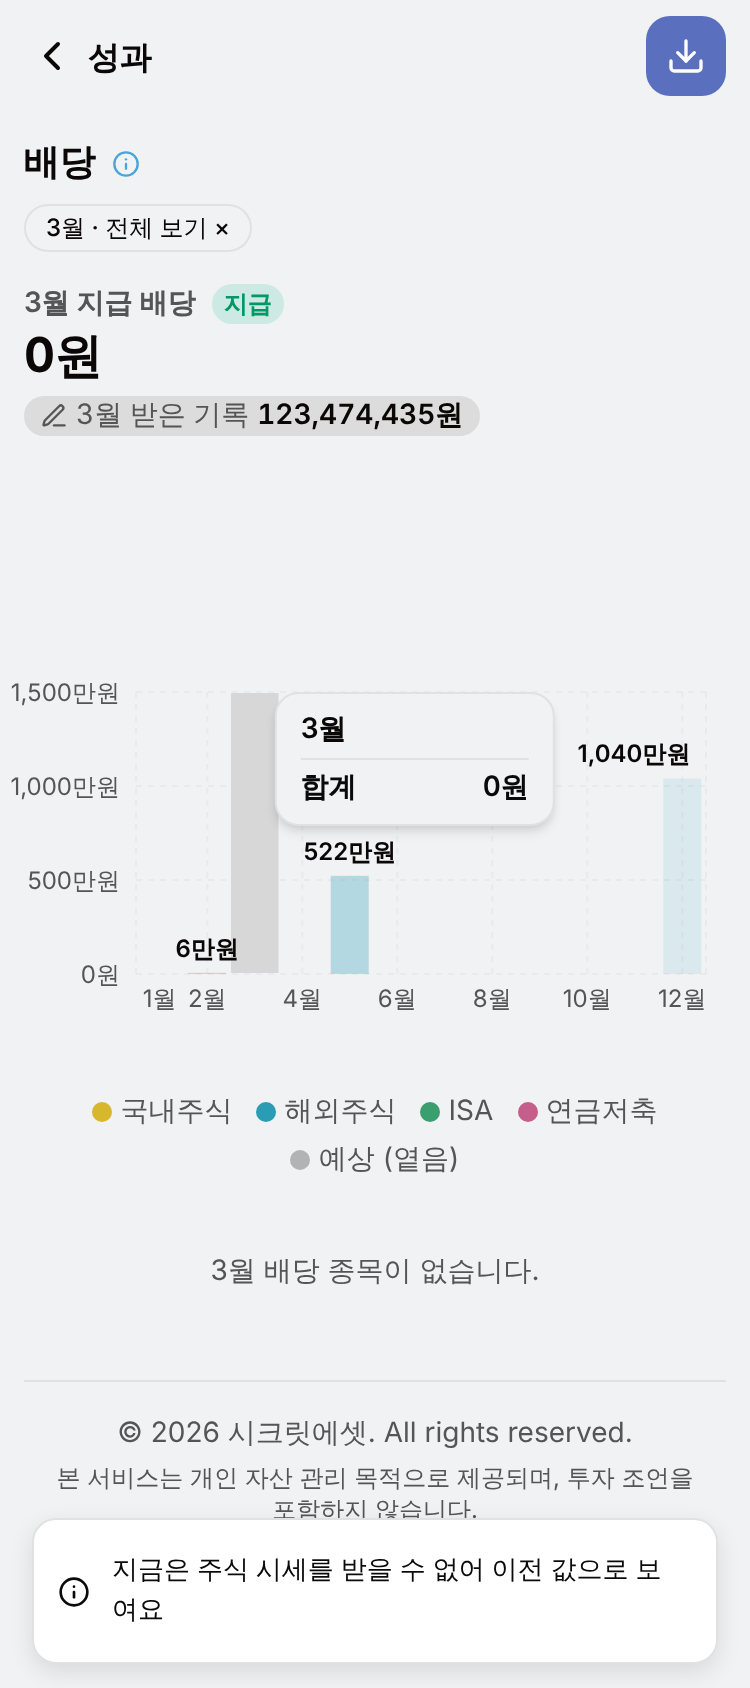 성과
배당
3월 · 전체 보기 ×
3월 지급 배당 지급
0원
3월 받은 기록 123,474,435원
1,500만원
1,000만원
500만원
0원
3월
합계 0원
1,040만원
522만원
6만원
1월 2월 4월 6월 8월 10월 12월
국내주식 해외주식 ISA 연금저축
예상 (옅음)
3월 배당 종목이 없습니다.
© 2026 시크릿에셋. All rights reserved.
본 서비스는 개인 자산 관리 목적으로 제공되며, 투자 조언을
포함하지 않습니다.
지금은 주식 시세를 받을 수 없어 이전 값으로 보
여요